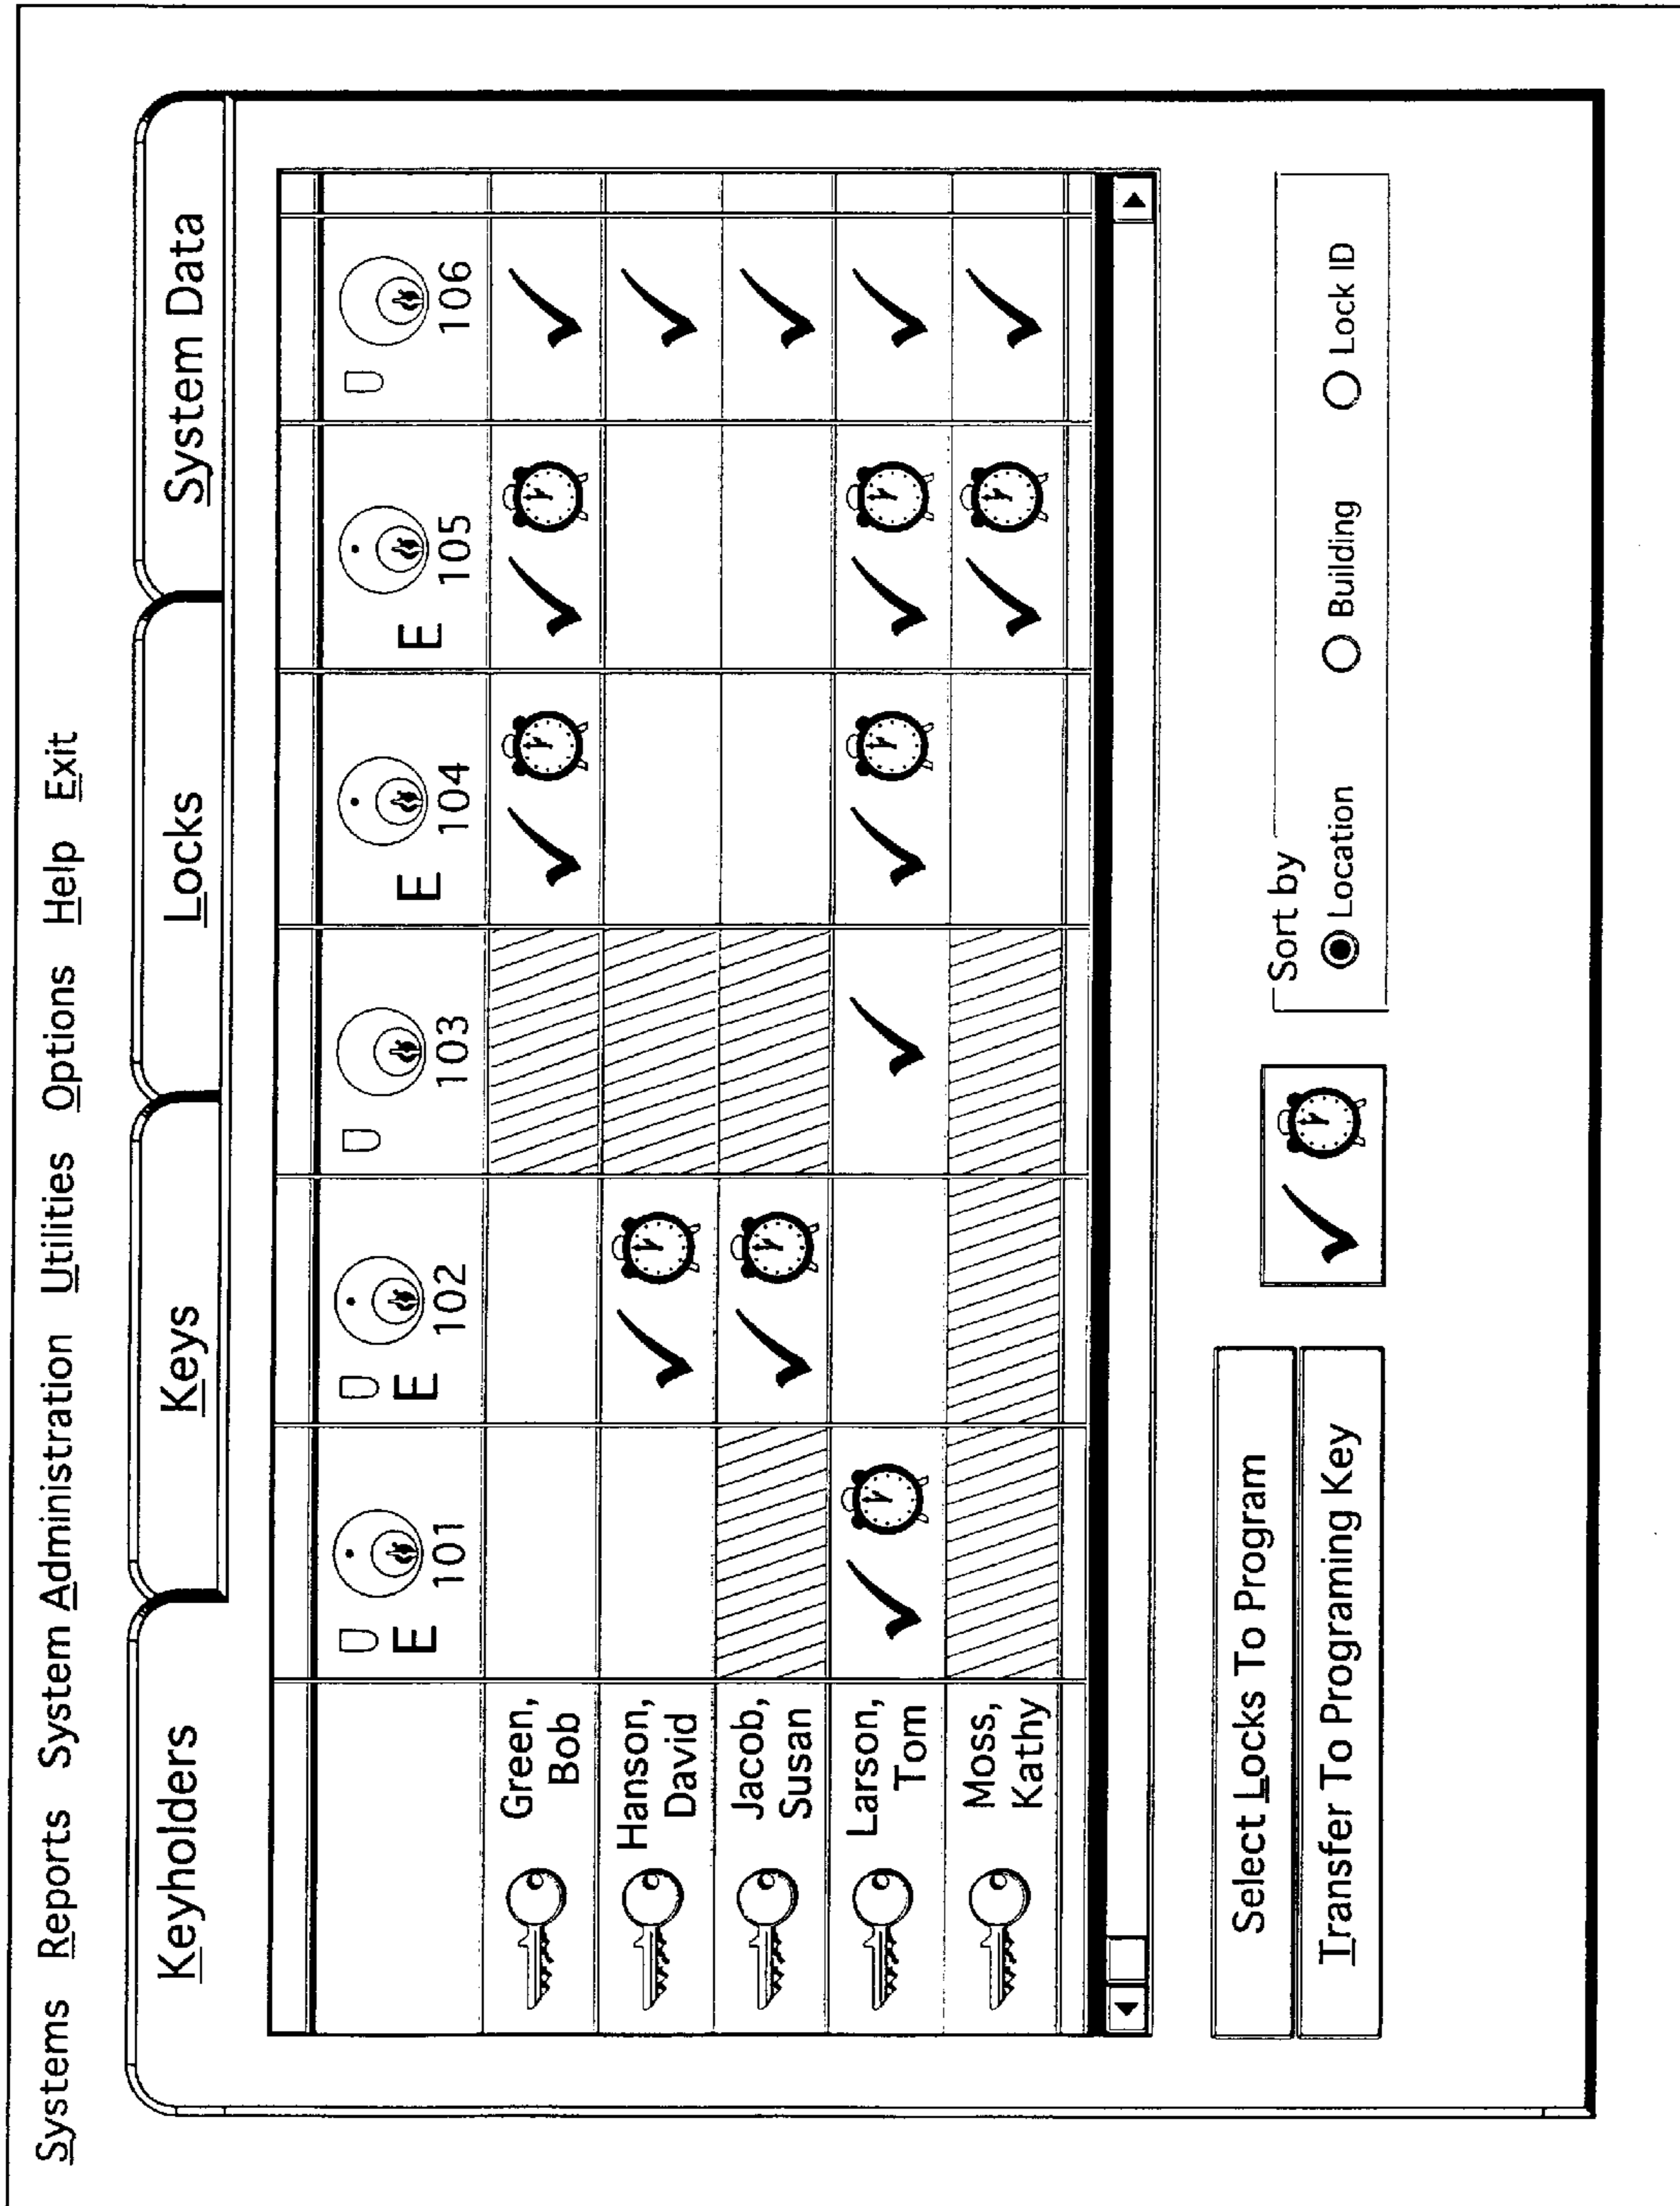 Systems Reports System Administration Utilities Options Help Exit
Keyholders Keys Locks System Data
E E E E
101 102 103 104 105 106
Green,
Bob
Hanson,
David
Jacob,
Susan
Larson,
Tom
Moss,
Kathy
Select Locks To Program
Transfer To Programing Key
Sort by
Location Building Lock ID